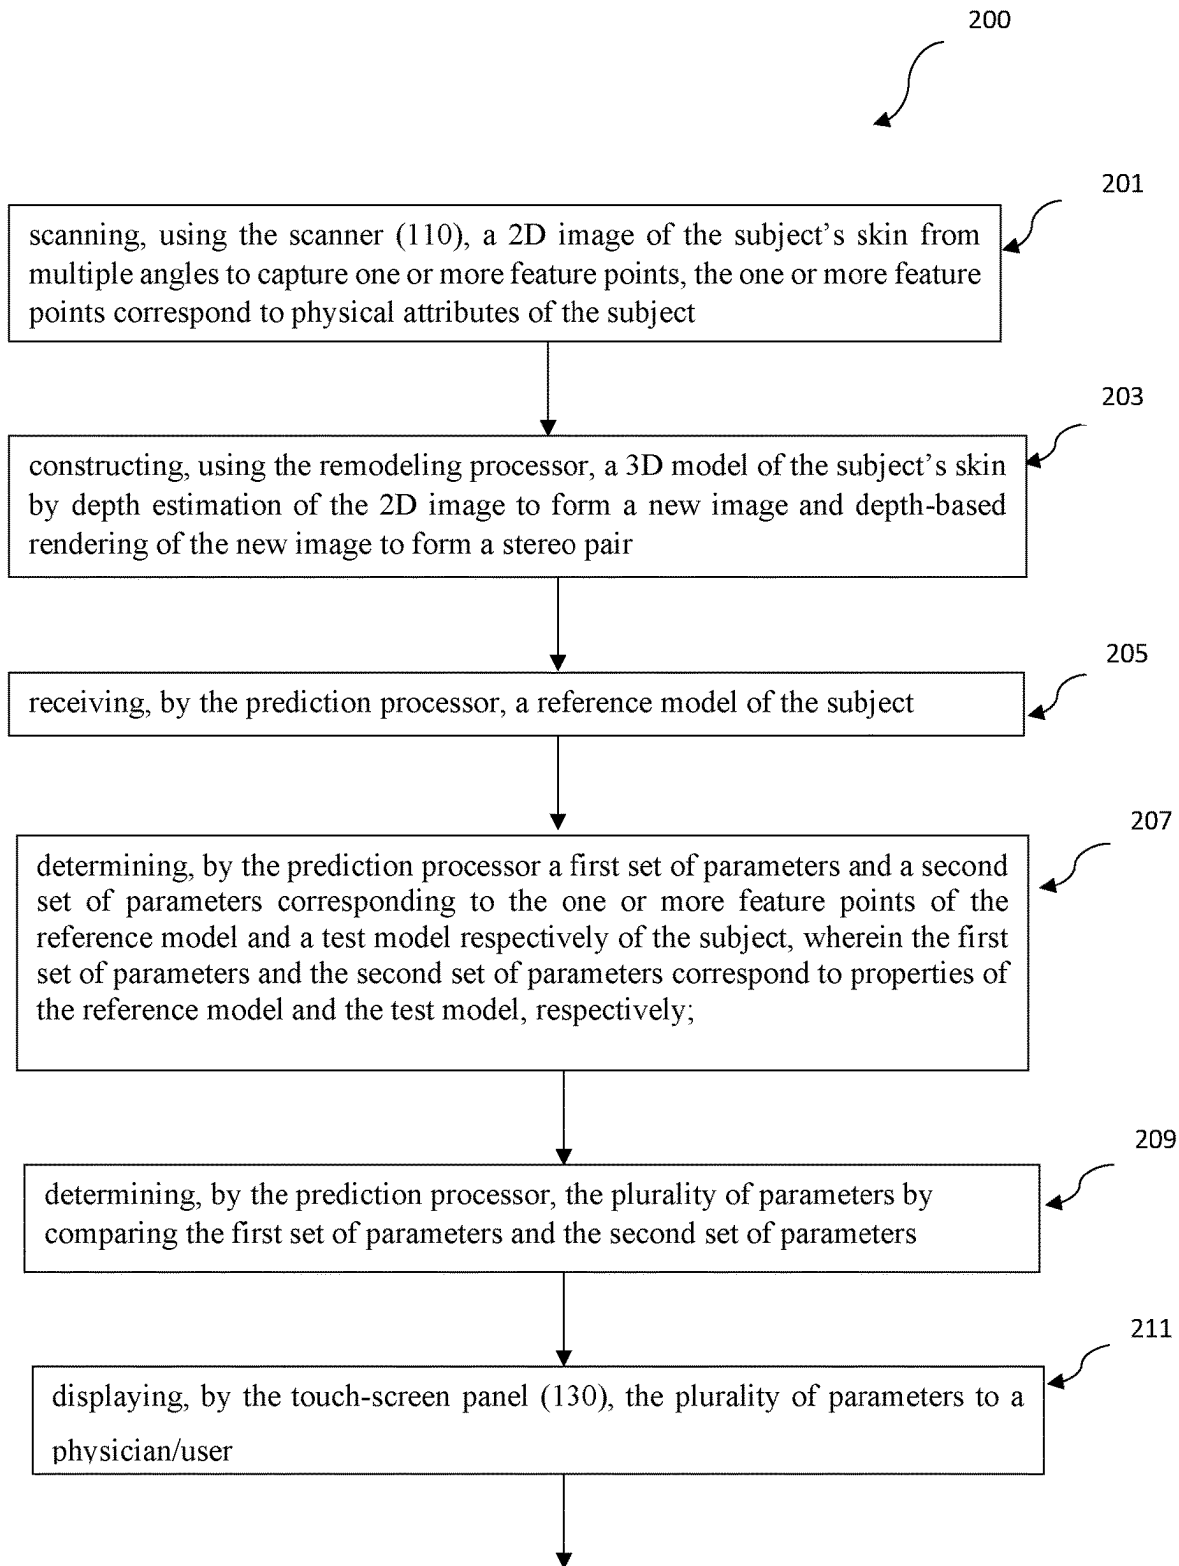 200
201
scanning, using the scanner (110), a 2D image of the subject's skin from
multiple angles to capture one or more feature points, the one or more feature
points correspond to physical attributes of the subject
203
constructing, using the remodeling processor, a 3D model of the subject's skin
by depth estimation of the 2D image to form a new image and depth-based
rendering of the new image to form a stereo pair
205
receiving, by the prediction processor, a reference model of the subject
207
determining, by the prediction processor a first set of parameters and a second
set of parameters corresponding to the one or more feature points of the
reference model and a test model respectively of the subject, wherein the first
set of parameters and the second set of parameters correspond to properties of
the reference model and the test model, respectively;
209
determining, by the prediction processor, the plurality of parameters by
comparing the first set of parameters and the second set of parameters
211
displaying, by the touch-screen panel (130), the plurality of parameters to a
physician/user